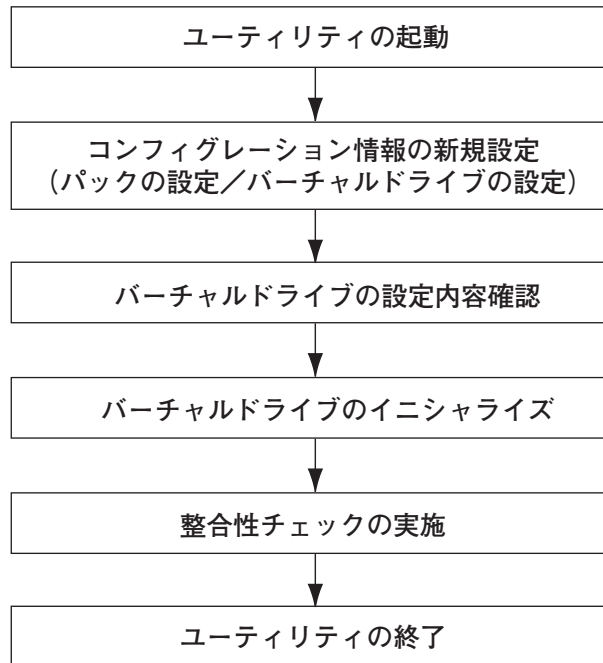 ユーティリティの起動
コンフィグレーション情報の新規設定
（パックの設定／バーチャルドライブの設定）
バーチャルドライブの設定内容確認
バーチャルドライブのイニシャライズ
整合性チェックの実施
ユーティリティの終了